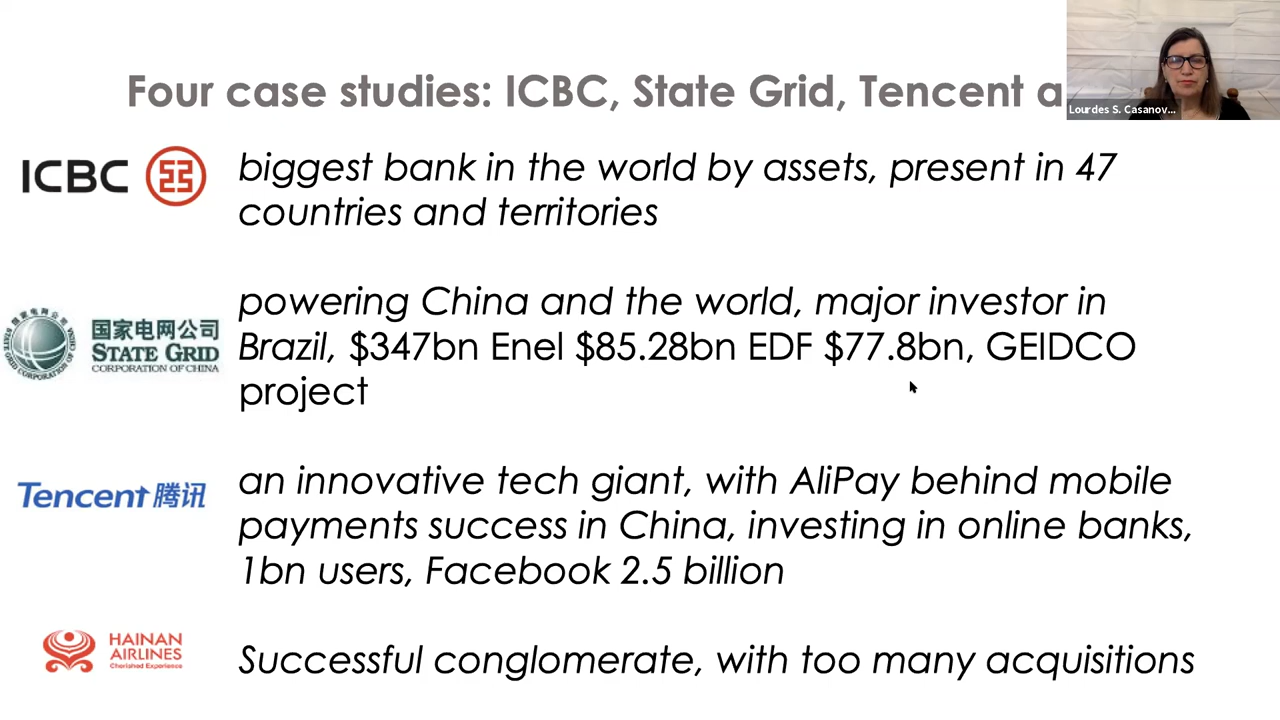 Four case studies: ICBC, State Grid, Tencent a
Lourdes S. Casanov...
ICBC
biggest bank in the world by assets, present in 47
countries and territories
国家电网公司
STATE GRID
CORPORATION OF CHINA
powering China and the world, major investor in
Brazil, $347bn Enel $85.28bn EDF $77.8bn, GEIDCO
project
Tencent 腾讯
an innovative tech giant, with AliPay behind mobile
payments success in China, investing in online banks,
1bn users, Facebook 2.5 billion
HAINAN
AIRLINES
Cherished Experience
Successful conglomerate, with too many acquisitions